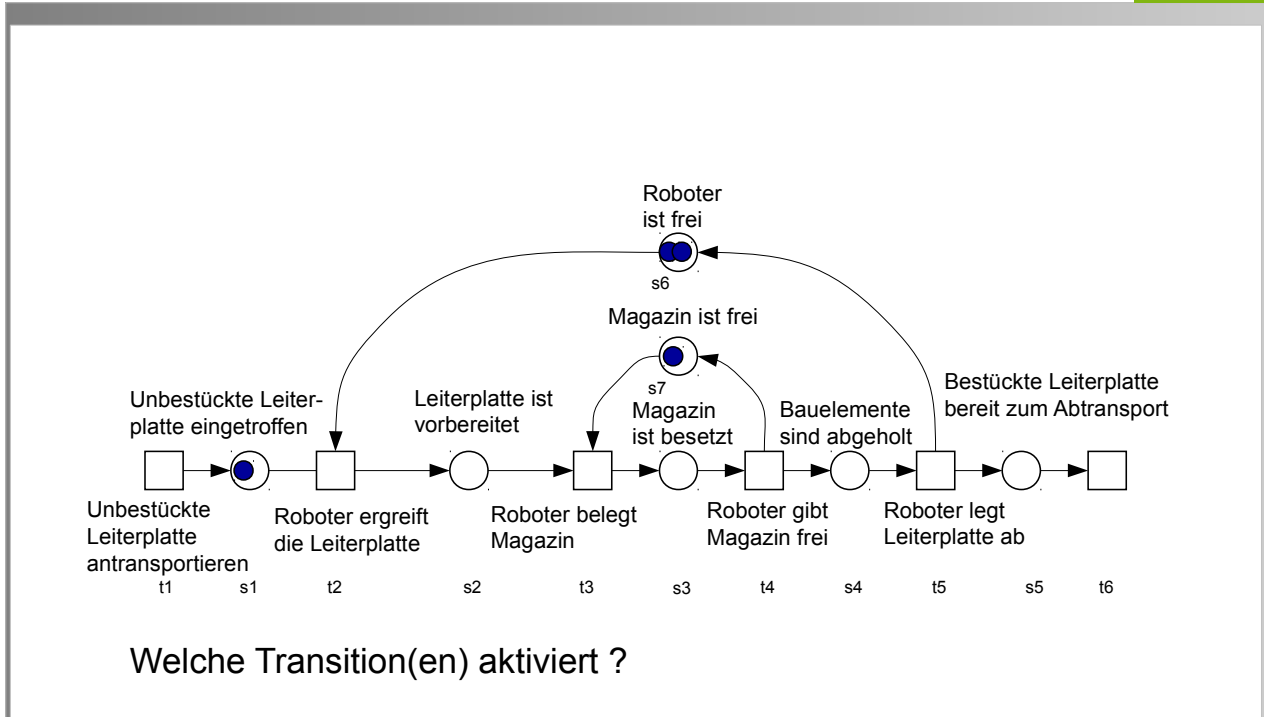 Roboter
ist frei
s6
Magazin ist frei
s7
Unbestückte Leiter-
platte eingetroffen
Leiterplatte ist
vorbereitet
Magazin
ist besetzt
Bauelemente
sind abgeholt
Bestückte Leiterplatte
bereit zum Abtransport
Unbestückte
Leiterplatte
antransportieren
Roboter ergreift
die Leiterplatte
Roboter belegt
Magazin
Roboter gibt
Magazin frei
Roboter legt
Leiterplatte ab
t1 s1 t2 s2 t3 s3 t4 s4 t5 s5 t6
Welche Transition(en) aktiviert ?